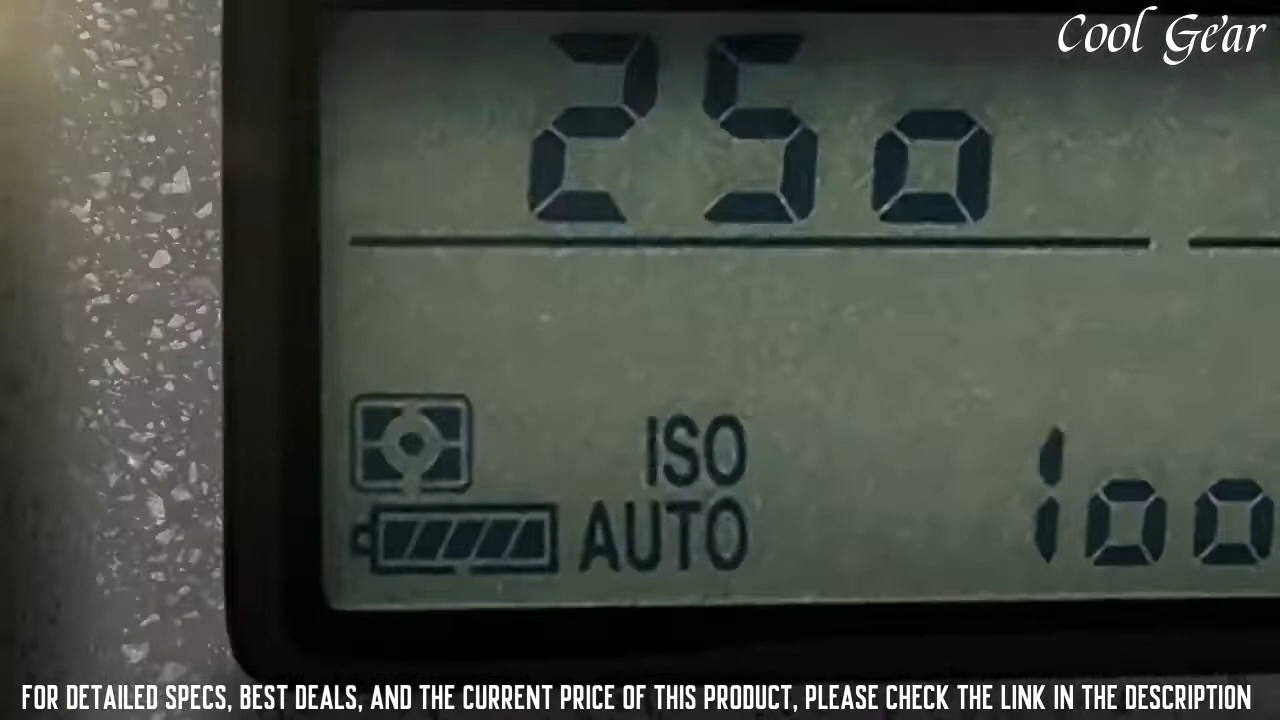 Cool Gear
250
ISO
AUTO
100
FOR DETAILED SPECS, BEST DEALS, AND THE CURRENT PRICE OF THIS PRODUCT, PLEASE CHECK THE LINK IN THE DESCRIPTION